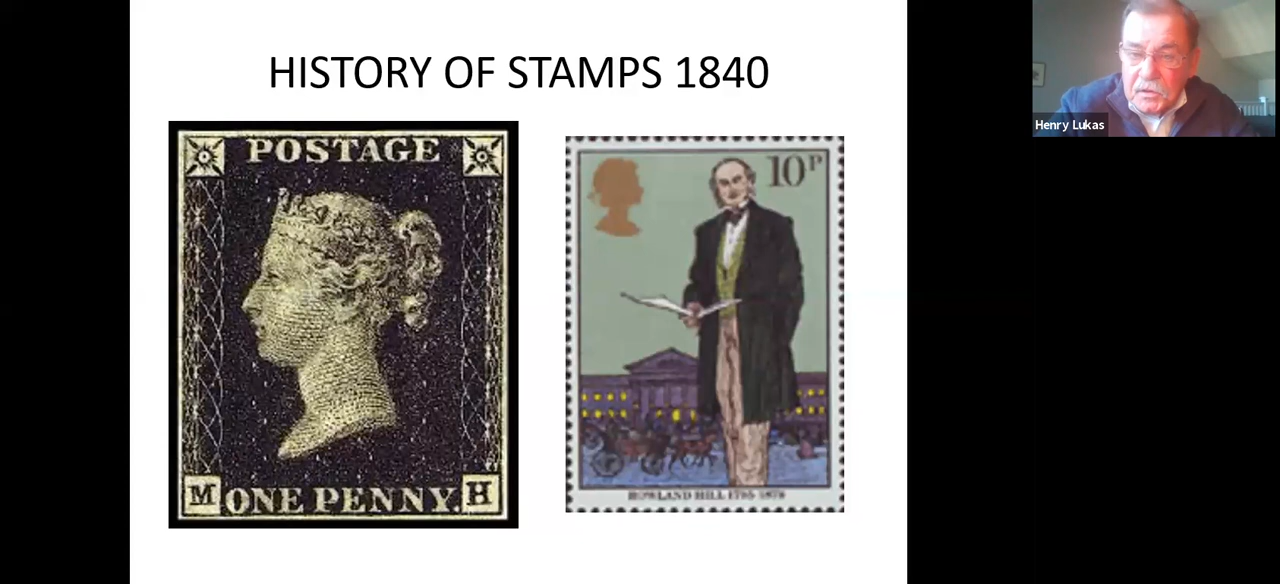 HISTORY OF STAMPS 1840
POSTAGE
M ONE PENNY. H
10P
ROWLAND HILL 1795-1879
Henry Lukas